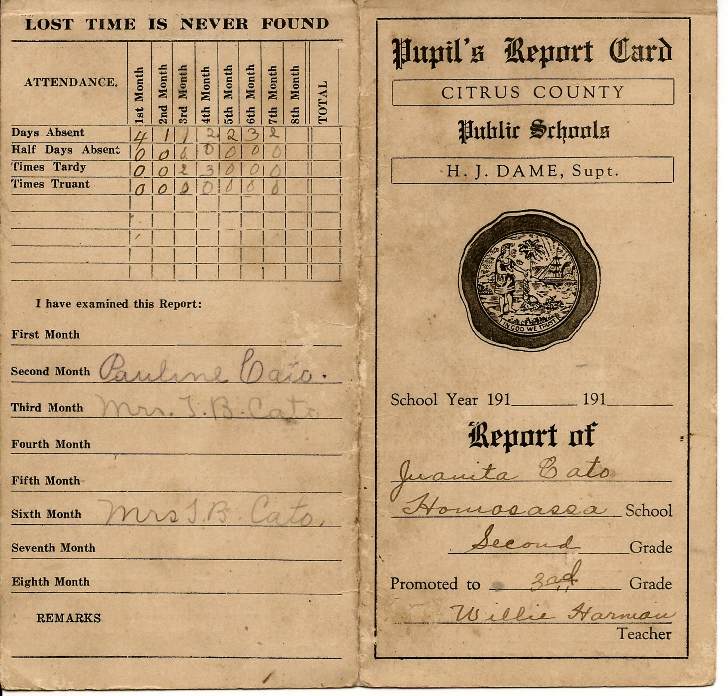 LOST TIME IS NEVER FOUND
ATTENDANCE. 1st Month 2nd Month 3rd Month 4th Month 5th Month 6th Month 7th Month 8th Month TOTAL
Days Absent 4 1 1 2 2 3 2
Half Days Absent 0 0 0 0 0 0 0
Times Tardy 0 0 2 3 0 0 0
Times Truant 0 0 0 0 0 0 0
I have examined this Report:
First Month
Second Month Pauline Cato.
Third Month Mrs. J. B. Cato
Fourth Month
Fifth Month
Sixth Month Mrs J. B. Cato,
Seventh Month
Eighth Month
REMARKS
Pupil's Report Card
CITRUS COUNTY
Public Schools
H. J. DAME, Supt.
IN GOD WE TRUST
School Year 191 191
Report of
Juanita Cato
Homosassa School
Second Grade
Promoted to 3rd Grade
Willie Harmon
Teacher